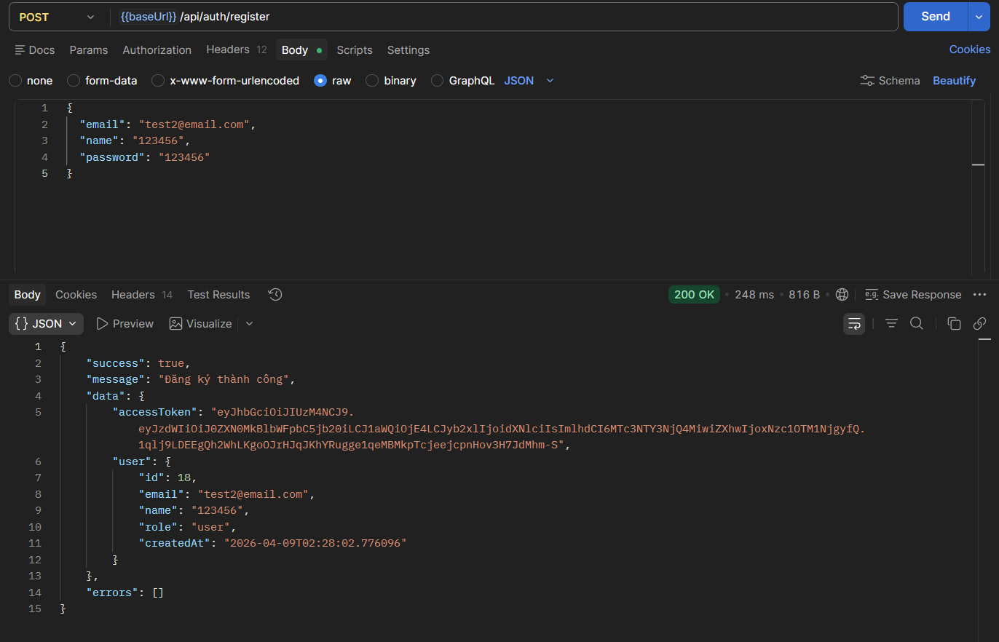 POST {{baseUrl}} /api/auth/register Send
Docs Params Authorization Headers 12 Body Scripts Settings Cookies
none form-data x-www-form-urlencoded raw binary GraphQL JSON Schema Beautify
1 {
2 "email": "test2@email.com",
3 "name": "123456",
4 "password": "123456"
5 }
Body Cookies Headers 14 Test Results 200 OK • 248 ms • 816 B • e.g. Save Response
{} JSON Preview Visualize
1 {
2 "success": true,
3 "message": "Đăng ký thành công",
4 "data": {
5 "accessToken": "eyJhbGciOiJIUzM4NCJ9.
eyJzdWIiOiJ0ZXN0MkBlbWFpbC5jb20iLCJ1aWQiOjE4LCJyb2xlIjoidXNlciIsImlhdCI6MTc3NTY3NjQ4MiwiZXhwIjoxNzc1OTM1NjgyfQ.
1qlj9LDEEgQh2WhLKgoOJrHJqJKhYRugge1qeMBMkpTcjeejcpnHov3H7JdMhm-S",
6 "user": {
7 "id": 18,
8 "email": "test2@email.com",
9 "name": "123456",
10 "role": "user",
11 "createdAt": "2026-04-09T02:28:02.776096"
12 }
13 },
14 "errors": []
15 }